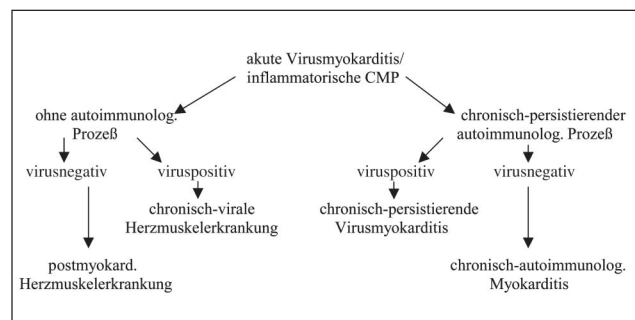 akute Virusmyokarditis/
inflammatorische CMP
ohne autoimmunolog.
Prozeß
chronisch-persistierender
autoimmunolog. Prozeß
virusnegativ
viruspositiv
viruspositiv
virusnegativ
chronisch-virale
Herzmuskelerkrankung
chronisch-persistierende
Virusmyokarditis
postmyokard.
Herzmuskelerkrankung
chronisch-autoimmunolog.
Myokarditis